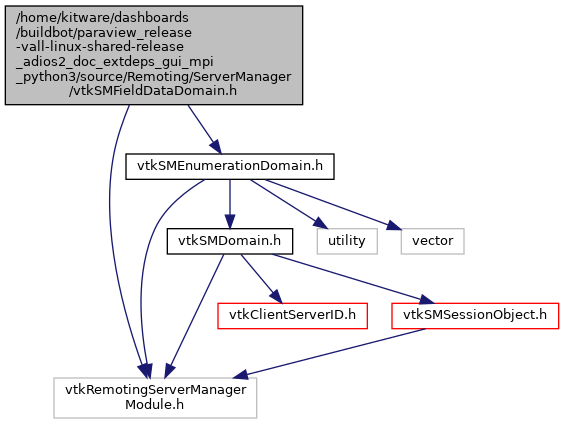 /home/kitware/dashboards
/buildbot/paraview_release
-vall-linux-shared-release
_adios2_doc_extdeps_gui_mpi
_python3/source/Remoting/ServerManager
/vtkSMFieldDataDomain.h
vtkSMEnumerationDomain.h
vtkSMDomain.h
utility
vector
vtkClientServerID.h
vtkSMSessionObject.h
vtkRemotingServerManager
Module.h